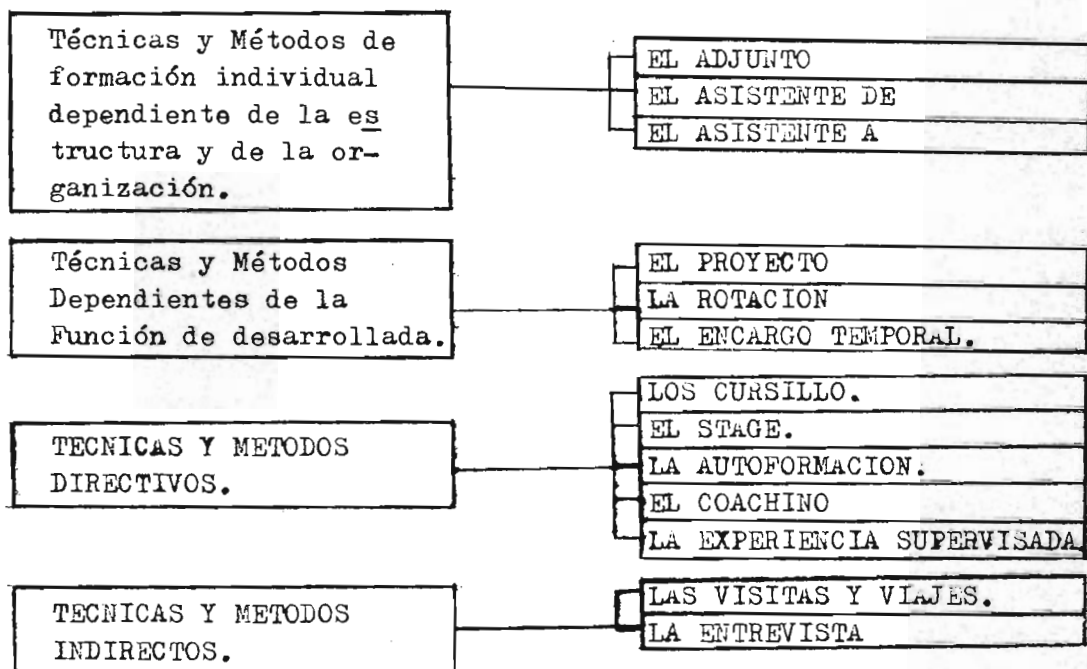 Técnicas y Métodos de
formación individual
dependiente de la es
tructura y de la or-
ganización.
EL ADJUNTO
EL ASISTENTE DE
EL ASISTENTE A
Técnicas y Métodos
Dependientes de la
Función de desarrollada.
EL PROYECTO
LA ROTACION
EL ENCARGO TEMPORAL.
TECNICAS Y METODOS
DIRECTIVOS.
LOS CURSILLO.
EL STAGE.
LA AUTOFORMACION.
EL COACHINO
LA EXPERIENCIA SUPERVISADA
TECNICAS Y METODOS
INDIRECTOS.
LAS VISITAS Y VIAJES.
LA ENTREVISTA